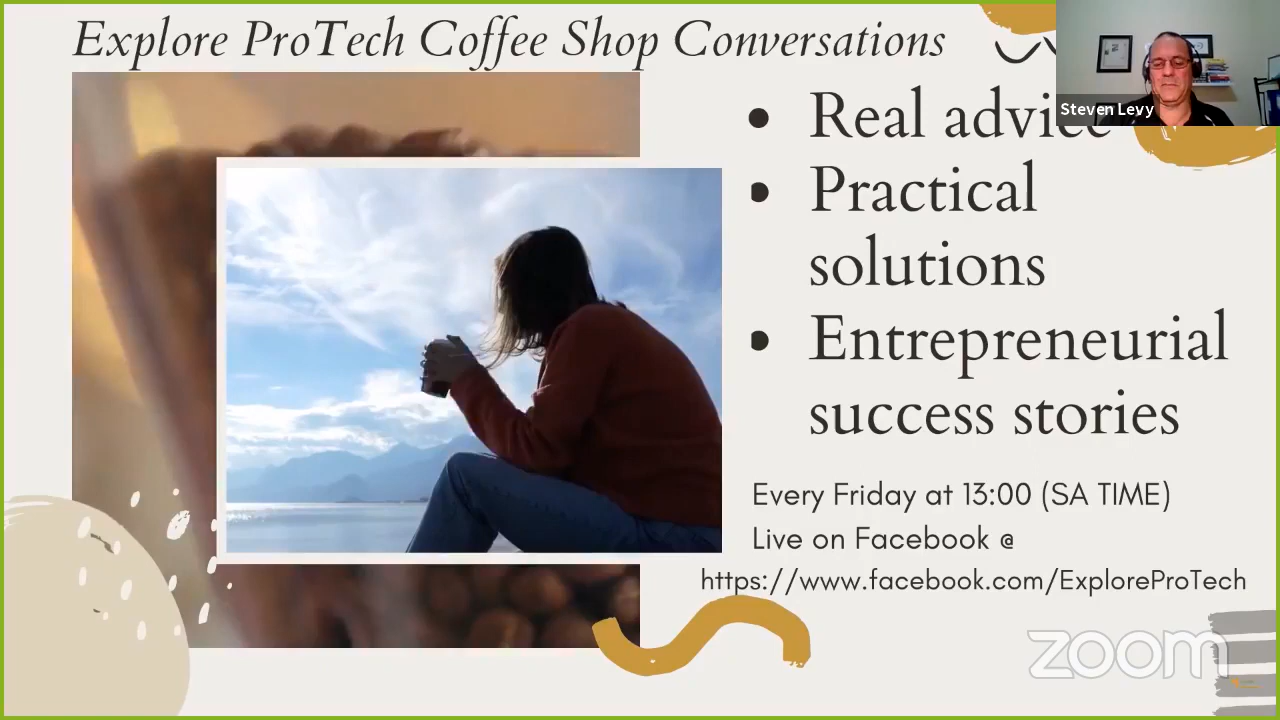 Explore ProTech Coffee Shop Conversations
Steven Levy
• Real advice
• Practical
solutions
• Entrepreneurial
success stories
Every Friday at 13:00 (SA TIME)
Live on Facebook @
https://www.facebook.com/ExploreProTech
zoom